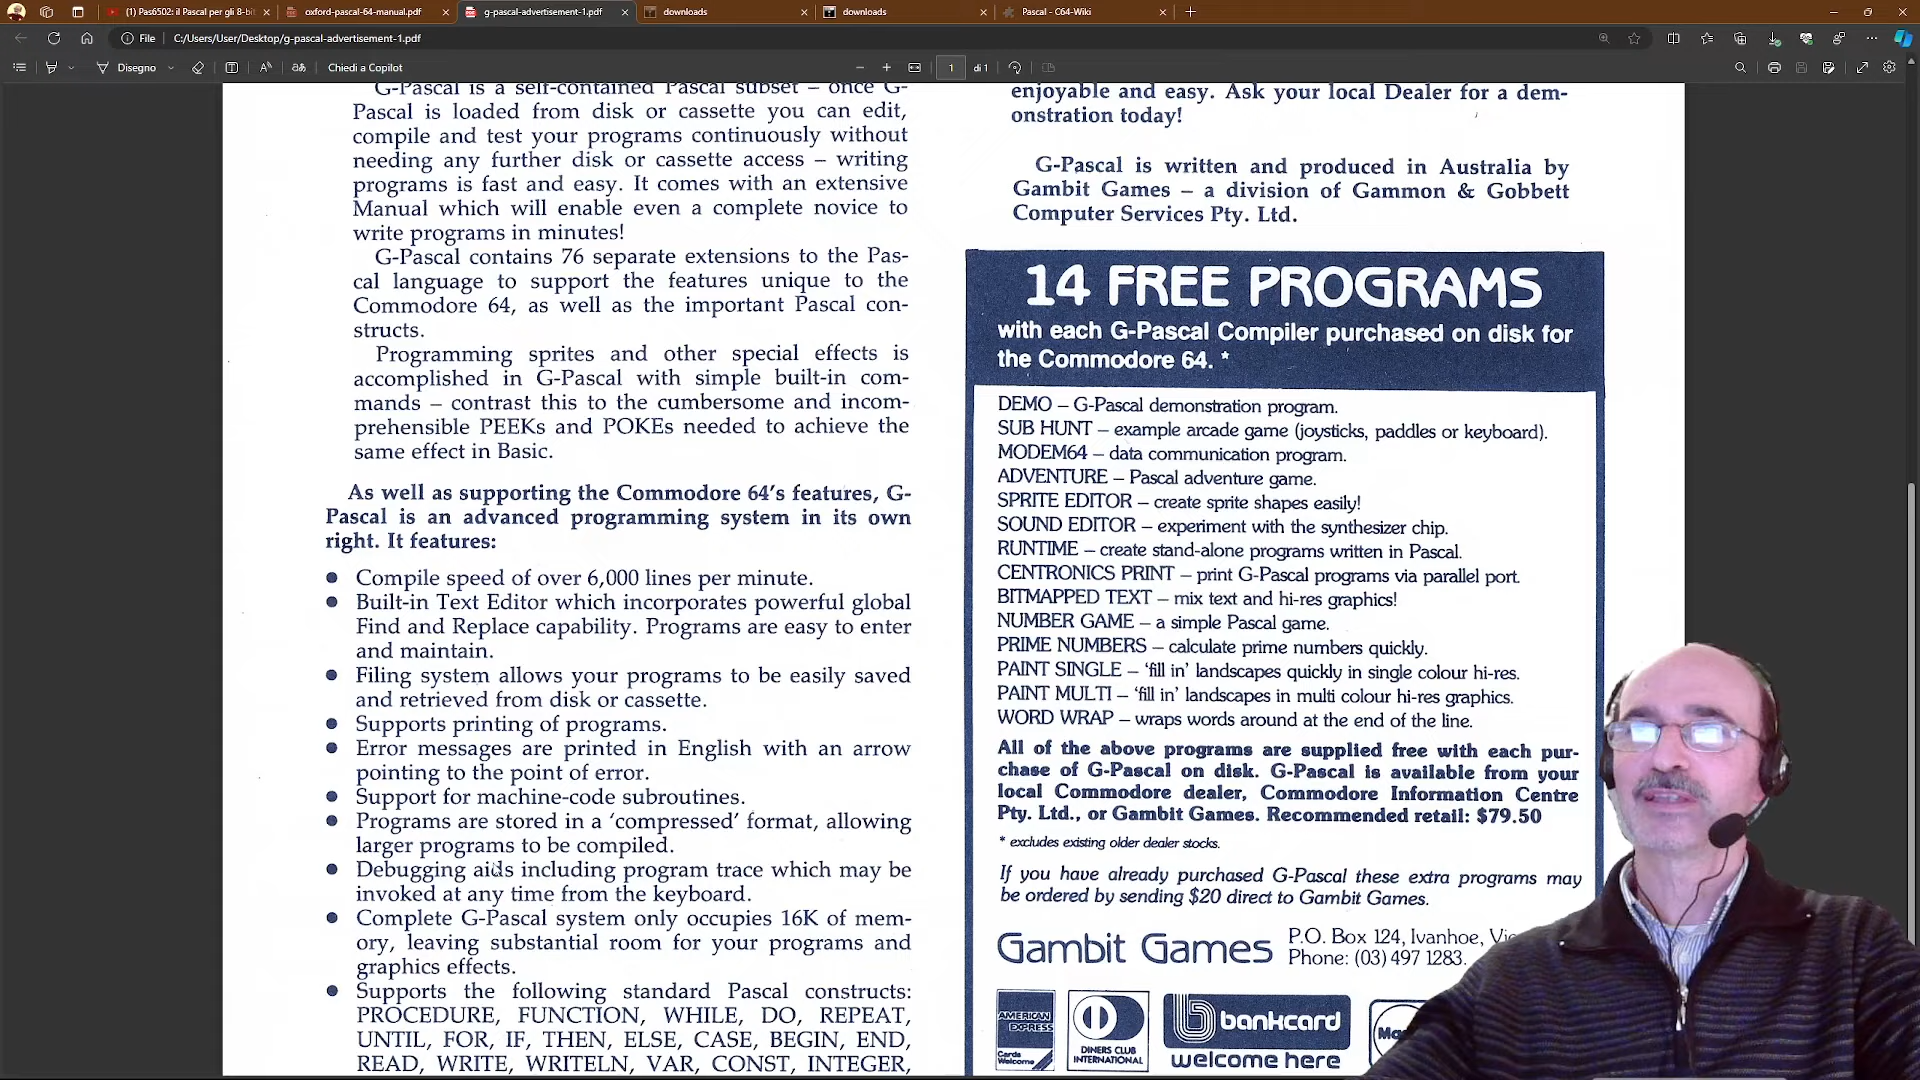 (1) Pas6502: il Pascal per gli 8-bit
oxford-pascal-64-manual.pdf
g-pascal-advertisement-1.pdf
downloads
downloads
Pascal - C64-Wiki
File
C:/Users/User/Desktop/g-pascal-advertisement-1.pdf
Disegno
Chiedi a Copilot
1
di 1
G-Pascal is a self-contained Pascal subset – once G-
Pascal is loaded from disk or cassette you can edit,
compile and test your programs continuously without
needing any further disk or cassette access – writing
programs is fast and easy. It comes with an extensive
Manual which will enable even a complete novice to
write programs in minutes!
G-Pascal contains 76 separate extensions to the Pas-
cal language to support the features unique to the
Commodore 64, as well as the important Pascal con-
structs.
Programming sprites and other special effects is
accomplished in G-Pascal with simple built-in com-
mands – contrast this to the cumbersome and incom-
prehensible PEEKs and POKEs needed to achieve the
same effect in Basic.
As well as supporting the Commodore 64's features, G-
Pascal is an advanced programming system in its own
right. It features:
● Compile speed of over 6,000 lines per minute.
● Built-in Text Editor which incorporates powerful global
Find and Replace capability. Programs are easy to enter
and maintain.
● Filing system allows your programs to be easily saved
and retrieved from disk or cassette.
● Supports printing of programs.
● Error messages are printed in English with an arrow
pointing to the point of error.
● Support for machine-code subroutines.
● Programs are stored in a 'compressed' format, allowing
larger programs to be compiled.
● Debugging aids including program trace which may be
invoked at any time from the keyboard.
● Complete G-Pascal system only occupies 16K of mem-
ory, leaving substantial room for your programs and
graphics effects.
● Supports the following standard Pascal constructs:
PROCEDURE, FUNCTION, WHILE, DO, REPEAT,
UNTIL, FOR, IF, THEN, ELSE, CASE, BEGIN, END,
READ, WRITE, WRITELN, VAR, CONST, INTEGER,
enjoyable and easy. Ask your local Dealer for a dem-
onstration today!
G-Pascal is written and produced in Australia by
Gambit Games – a division of Gammon & Gobbett
Computer Services Pty. Ltd.
14 FREE PROGRAMS
with each G-Pascal Compiler purchased on disk for
the Commodore 64. *
DEMO – G-Pascal demonstration program.
SUB HUNT – example arcade game (joysticks, paddles or keyboard).
MODEM64 – data communication program.
ADVENTURE – Pascal adventure game.
SPRITE EDITOR – create sprite shapes easily!
SOUND EDITOR – experiment with the synthesizer chip.
RUNTIME – create stand-alone programs written in Pascal.
CENTRONICS PRINT – print G-Pascal programs via parallel port.
BITMAPPED TEXT – mix text and hi-res graphics!
NUMBER GAME – a simple Pascal game.
PRIME NUMBERS – calculate prime numbers quickly.
PAINT SINGLE – 'fill in' landscapes quickly in single colour hi-res.
PAINT MULTI – 'fill in' landscapes in multi colour hi-res graphics.
WORD WRAP – wraps words around at the end of the line.
All of the above programs are supplied free with each pur-
chase of G-Pascal on disk. G-Pascal is available from your
local Commodore dealer, Commodore Information Centre
Pty. Ltd., or Gambit Games. Recommended retail: $79.50
* excludes existing older dealer stocks.
If you have already purchased G-Pascal these extra programs may
be ordered by sending $20 direct to Gambit Games.
Gambit Games
P.O. Box 124, Ivanhoe,
Phone: (03) 497 1283.
AMERICAN
EXPRESS
Cards
Welcome
DINERS CLUB
INTERNATIONAL
bankcard
welcome here